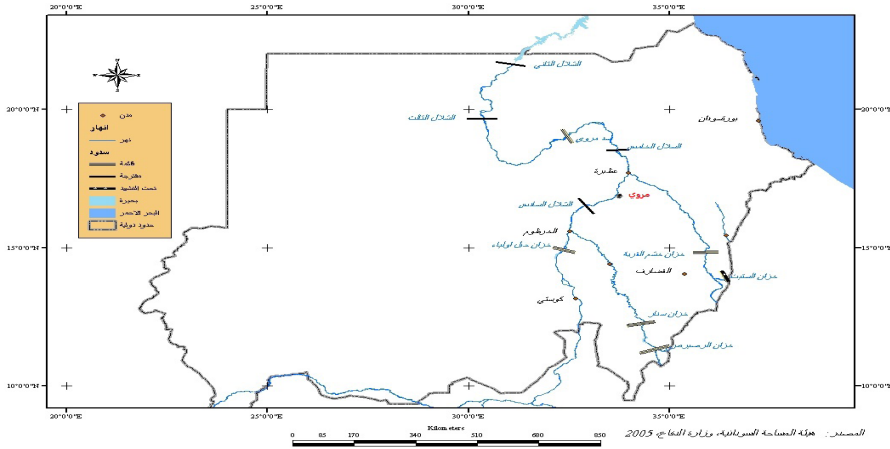 20°0'0"E 25°0'0"E 30°0'0"E 35°0'0"E
20°0'0"N 20°0'0"N
15°0'0"N 15°0'0"N
10°0'0"N 10°0'0"N
20°0'0"E 25°0'0"E 30°0'0"E 35°0'0"E
مدن
انهار
نهر
سدود
قائمة
مقترحة
تحت التشيد
بحيرة
البحر الاحمر
حدود دولية
الشلال الثاني
الشلال الثالث
سد مروي
الشلال الخامس
بورتسودان
عطبرة
مروي
الشلال السادس
الخرطوم
خزان جبل اولياء
خزان خشم القربة
القضارف
خزان الستيت
كوستي
خزان سنار
خزان الرصيرص
Kilometers
0 85 170 340 510 680 850
المصدر: هيئة المساحة السودانية، وزارة الدفاع، 2005